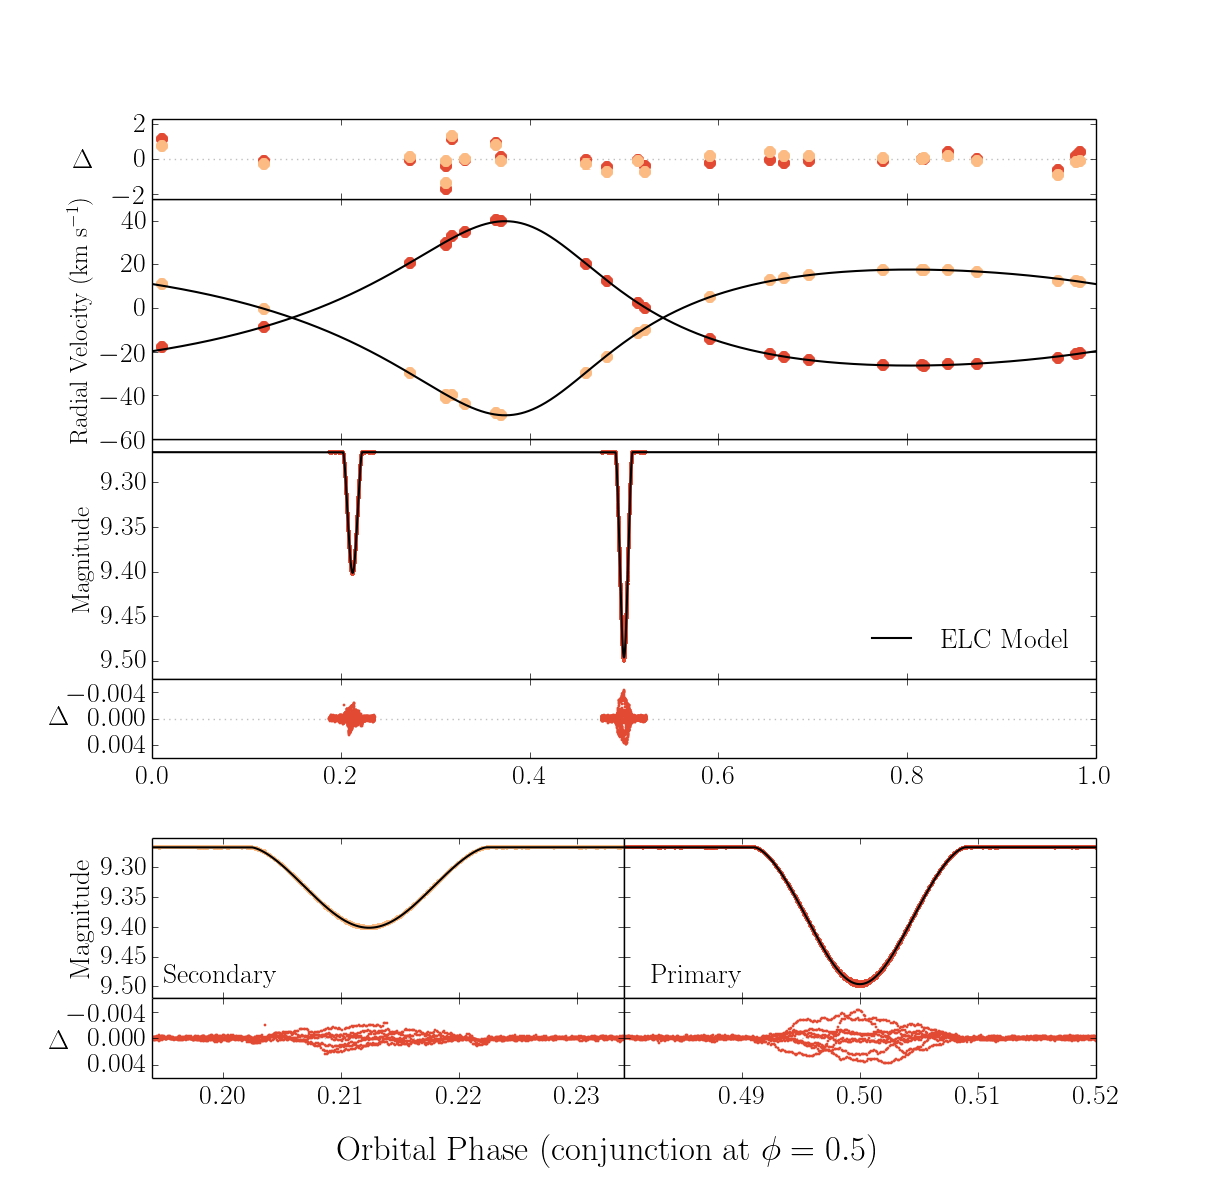 2
0
−2
Δ
40
20
0
−20
−40
−60
Radial Velocity (km s⁻¹)
9.30
9.35
9.40
9.45
9.50
Magnitude
ELC Model
−0.004
0.000
0.004
Δ
0.0 0.2 0.4 0.6 0.8 1.0
9.30
9.35
9.40
9.45
9.50
Magnitude
Secondary
Primary
−0.004
0.000
0.004
Δ
0.20 0.21 0.22 0.23 0.49 0.50 0.51 0.52
Orbital Phase (conjunction at ϕ = 0.5)